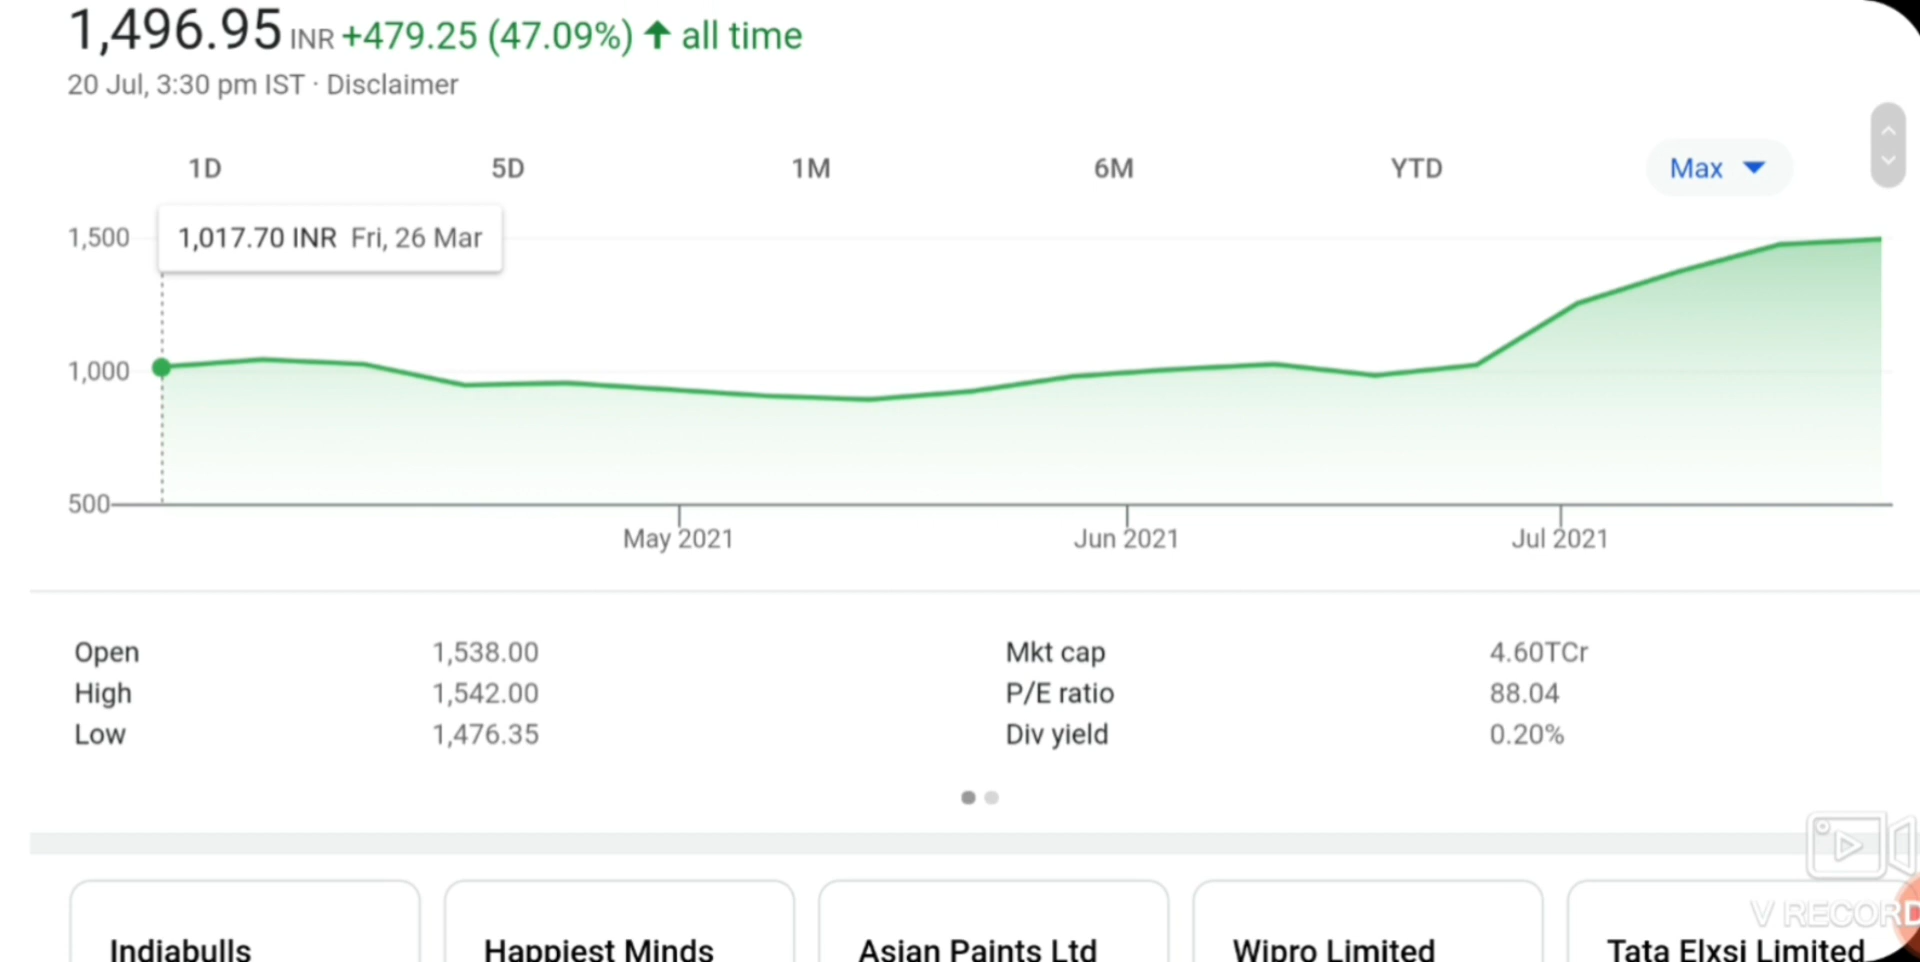 1,496.95 INR +479.25 (47.09%) ↑ all time
20 Jul, 3:30 pm IST · Disclaimer
1D 5D 1M 6M YTD Max
1,500
1,017.70 INR Fri, 26 Mar
1,000
500
May 2021 Jun 2021 Jul 2021
Open 1,538.00 Mkt cap 4.60TCr
High 1,542.00 P/E ratio 88.04
Low 1,476.35 Div yield 0.20%
V RECORD
Indiabulls Happiest Minds Asian Paints Ltd Wipro Limited Tata Elxsi Limited